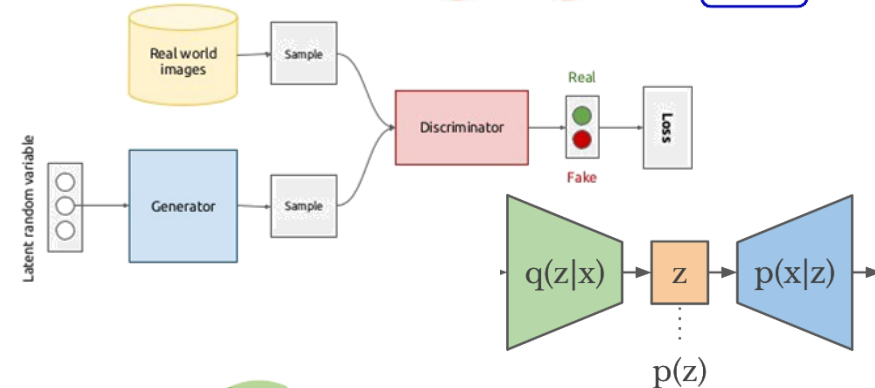 Real world
images
Sample
Real
Discriminator
Loss
Fake
Latent random variable
Generator
Sample
q(z|x)
z
p(x|z)
p(z)